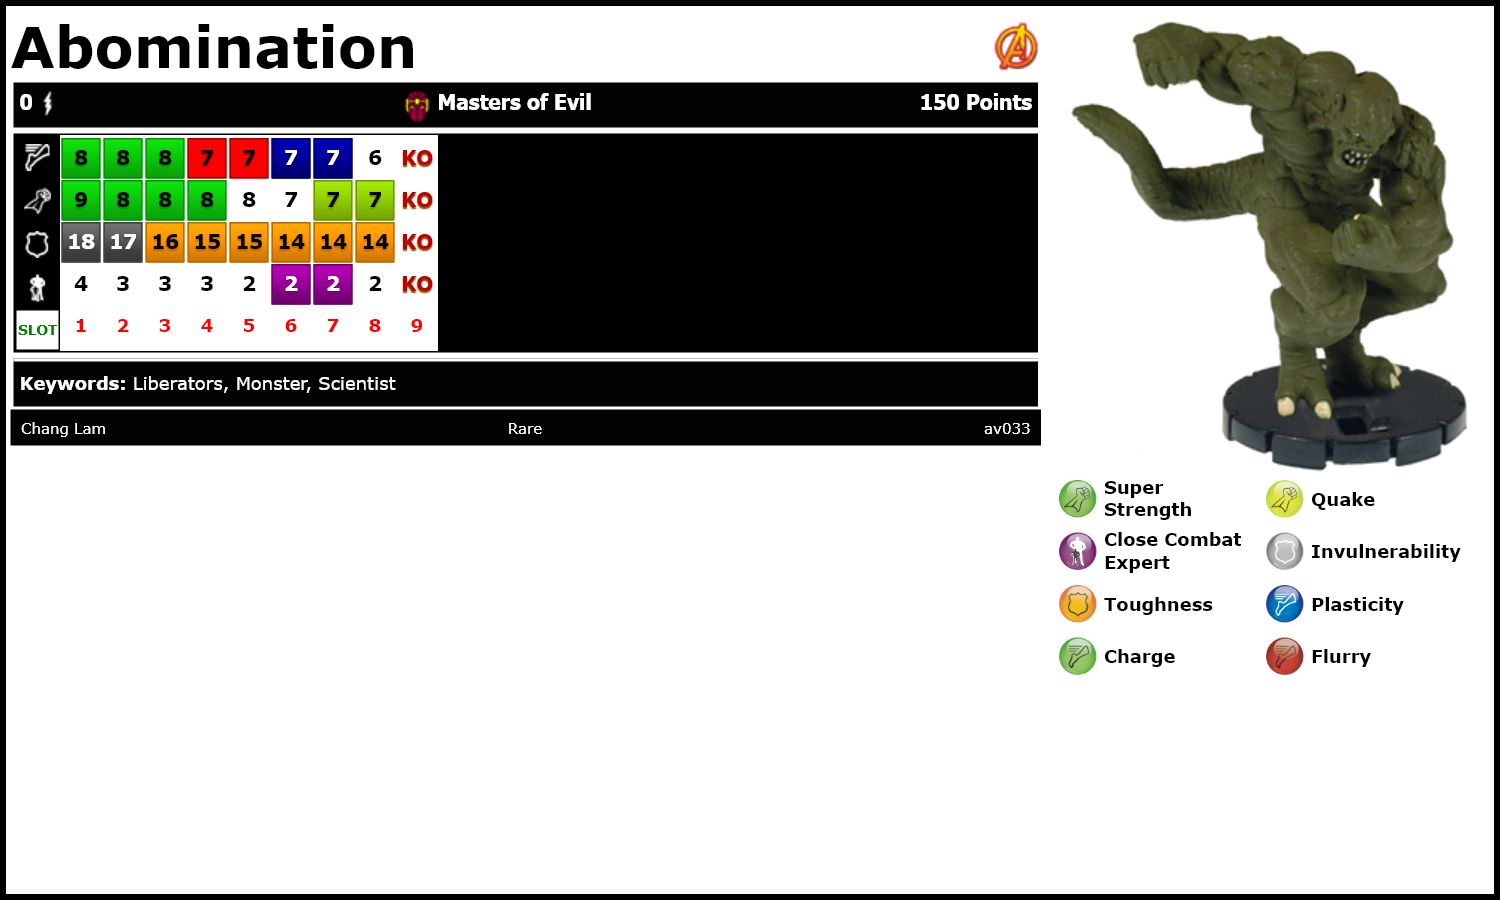 Abomination
0 Masters of Evil 150 Points
8 8 8 7 7 7 7 6 KO
9 8 8 8 8 7 7 7 KO
18 17 16 15 15 14 14 14 KO
4 3 3 3 2 2 2 2 KO
SLOT 1 2 3 4 5 6 7 8 9
Keywords: Liberators, Monster, Scientist
Chang Lam Rare av033
Super
Strength
Quake
Close Combat
Expert
Invulnerability
Toughness
Plasticity
Charge
Flurry